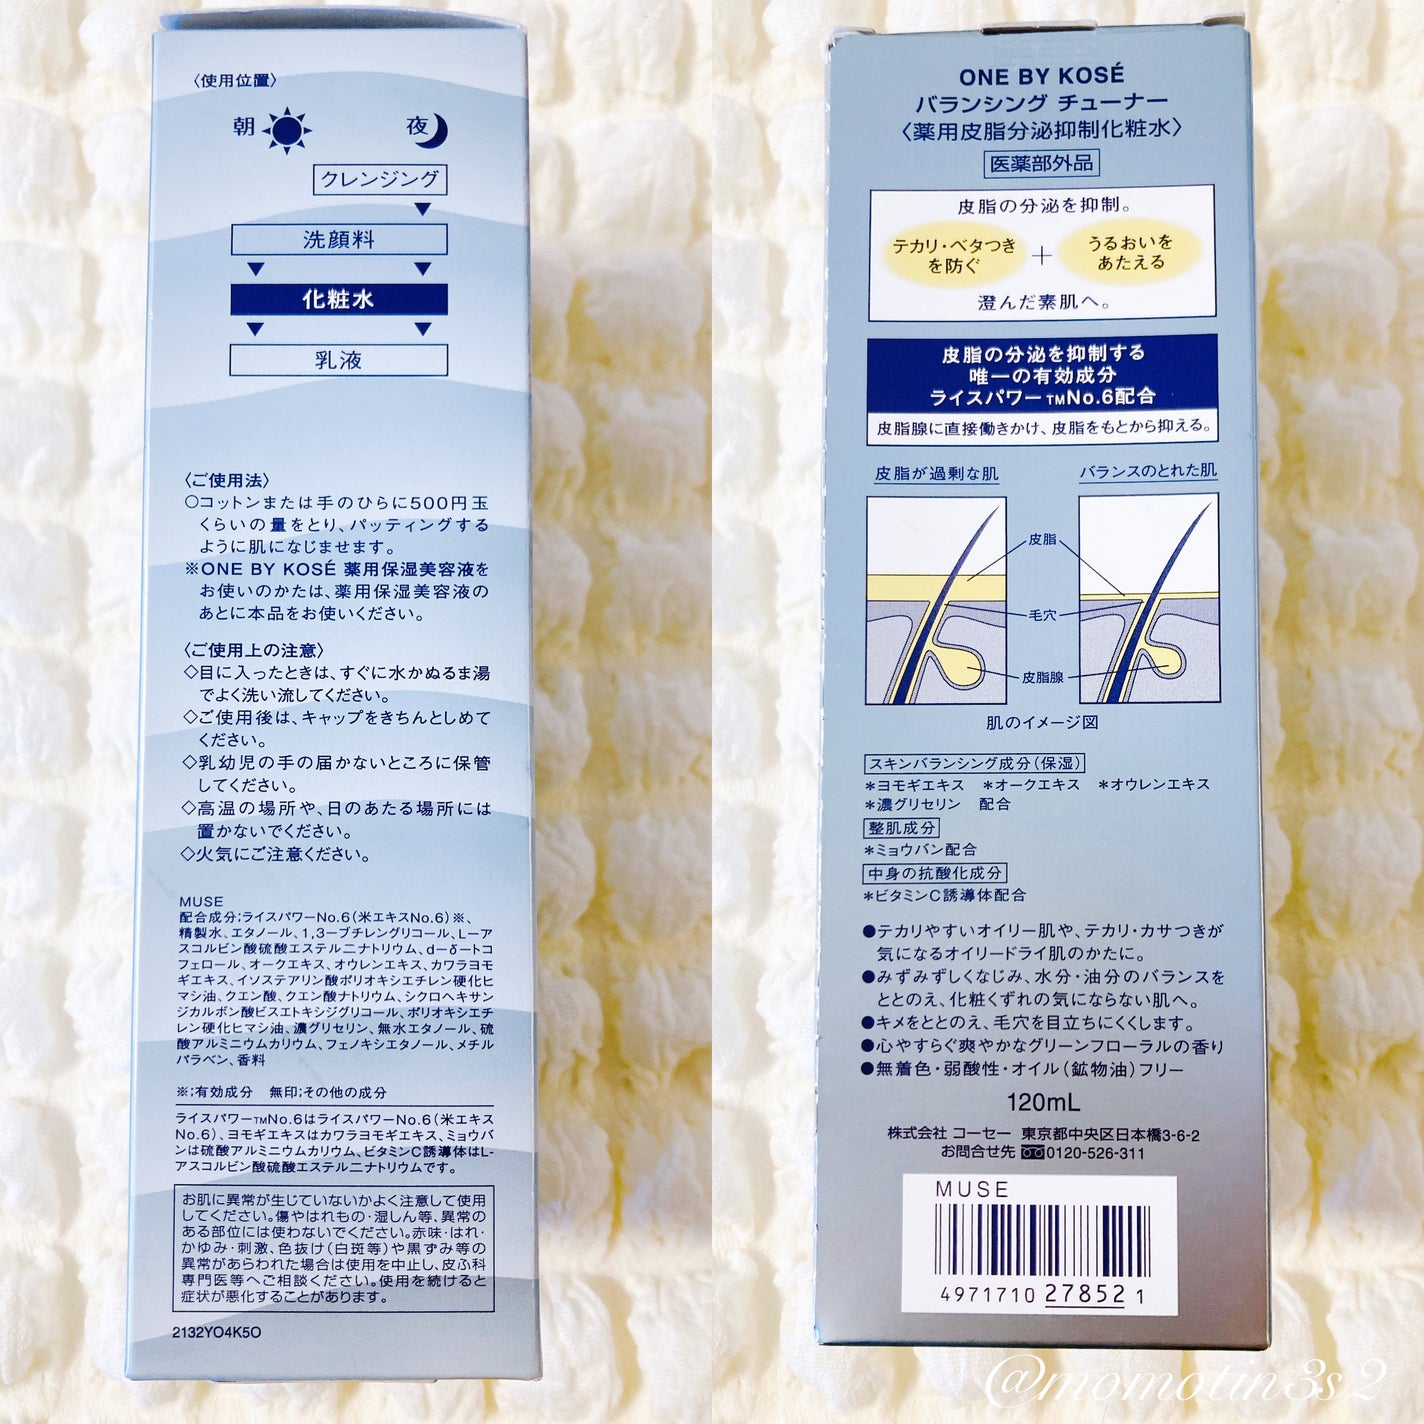 〈使用位置〉
朝 夜
クレンジング
洗顔料
化粧水
乳液
〈ご使用法〉
○コットンまたは手のひらに500円玉
くらいの量をとり、パッティングする
ように肌になじませます。
※ONE BY KOSÉ 薬用保湿美容液を
お使いのかたは、薬用保湿美容液の
あとに本品をお使いください。
〈ご使用上の注意〉
◇目に入ったときは、すぐに水かぬるま湯
でよく洗い流してください。
◇ご使用後は、キャップをきちんとしめて
ください。
◇乳幼児の手の届かないところに保管
してください。
◇高温の場所や、日のあたる場所には
置かないでください。
◇火気にご注意ください。
MUSE
配合成分;ライスパワーNo.6(米エキスNo.6)※、
精製水、エタノール、1,3-ブチレングリコール、L-ア
スコルビン酸硫酸エステル二ナトリウム、d-δ-トコ
フェロール、オークエキス、オウレンエキス、カワラヨモ
ギエキス、イソステアリン酸ポリオキシエチレン硬化ヒ
マシ油、クエン酸、クエン酸ナトリウム、シクロヘキサン
ジカルボン酸ビスエトキシジグリコール、ポリオキシエチ
レン硬化ヒマシ油、濃グリセリン、無水エタノール、硫
酸アルミニウムカリウム、フェノキシエタノール、メチル
パラベン、香料
※;有効成分 無印;その他の成分
ライスパワー™No.6はライスパワーNo.6(米エキス
No.6)、ヨモギエキスはカワラヨモギエキス、ミョウバ
ンは硫酸アルミニウムカリウム、ビタミンC誘導体はL-
アスコルビン酸硫酸エステル二ナトリウムです。
お肌に異常が生じていないかよく注意して使用
してください。傷やはれもの・湿しん等、異常の
ある部位には使わないでください。赤味・はれ・
かゆみ・刺激、色抜け(白斑等)や黒ずみ等の
異常があらわれた場合は使用を中止し、皮ふ科
専門医等へご相談ください。使用を続けると
症状が悪化することがあります。
2132YO4K5O
ONE BY KOSÉ
バランシング チューナー
〈薬用皮脂分泌抑制化粧水〉
医薬部外品
皮脂の分泌を抑制。
テカリ・ベタつき
を防ぐ
+
うるおいを
あたえる
澄んだ素肌へ。
皮脂の分泌を抑制する
唯一の有効成分
ライスパワー™No.6配合
皮脂腺に直接働きかけ、皮脂をもとから抑える。
皮脂が過剰な肌 バランスのとれた肌
皮脂
毛穴
皮脂腺
肌のイメージ図
スキンバランシング成分(保湿)
*ヨモギエキス *オークエキス *オウレンエキス
*濃グリセリン 配合
整肌成分
*ミョウバン配合
中身の抗酸化成分
*ビタミンC誘導体配合
●テカリやすいオイリー肌や、テカリ・カサつきが
気になるオイリードライ肌のかたに。
●みずみずしくなじみ、水分・油分のバランスを
ととのえ、化粧くずれの気にならない肌へ。
●キメをととのえ、毛穴を目立ちにくくします。
●心やすらぐ爽やかなグリーンフローラルの香り
●無着色・弱酸性・オイル(鉱物油)フリー
120mL
株式会社 コーセー 東京都中央区日本橋3-6-2
お問合せ先 0120-526-311
MUSE
4971710 27852 1
@momotin3s2